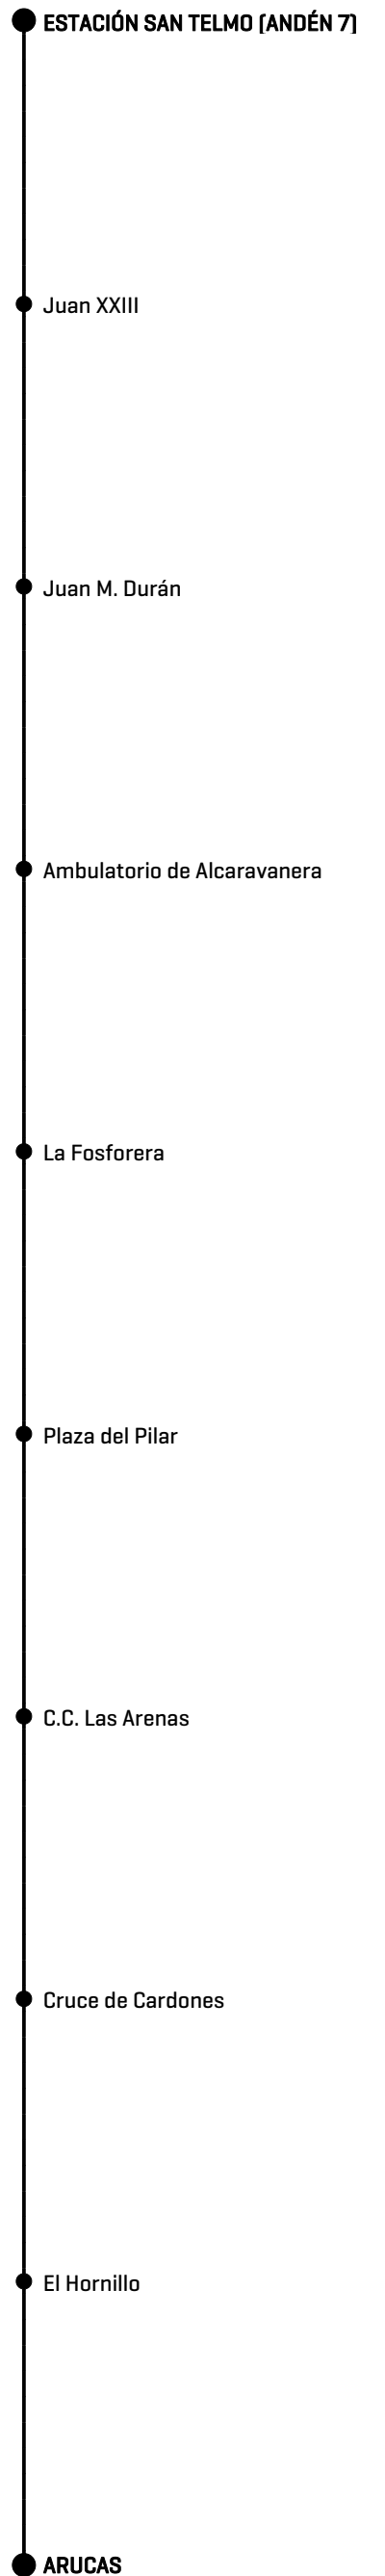 ESTACIÓN SAN TELMO (ANDÉN 7)
Juan XXIII
Juan M. Durán
Ambulatorio de Alcaravanera
La Fosforera
Plaza del Pilar
C.C. Las Arenas
Cruce de Cardones
El Hornillo
ARUCAS